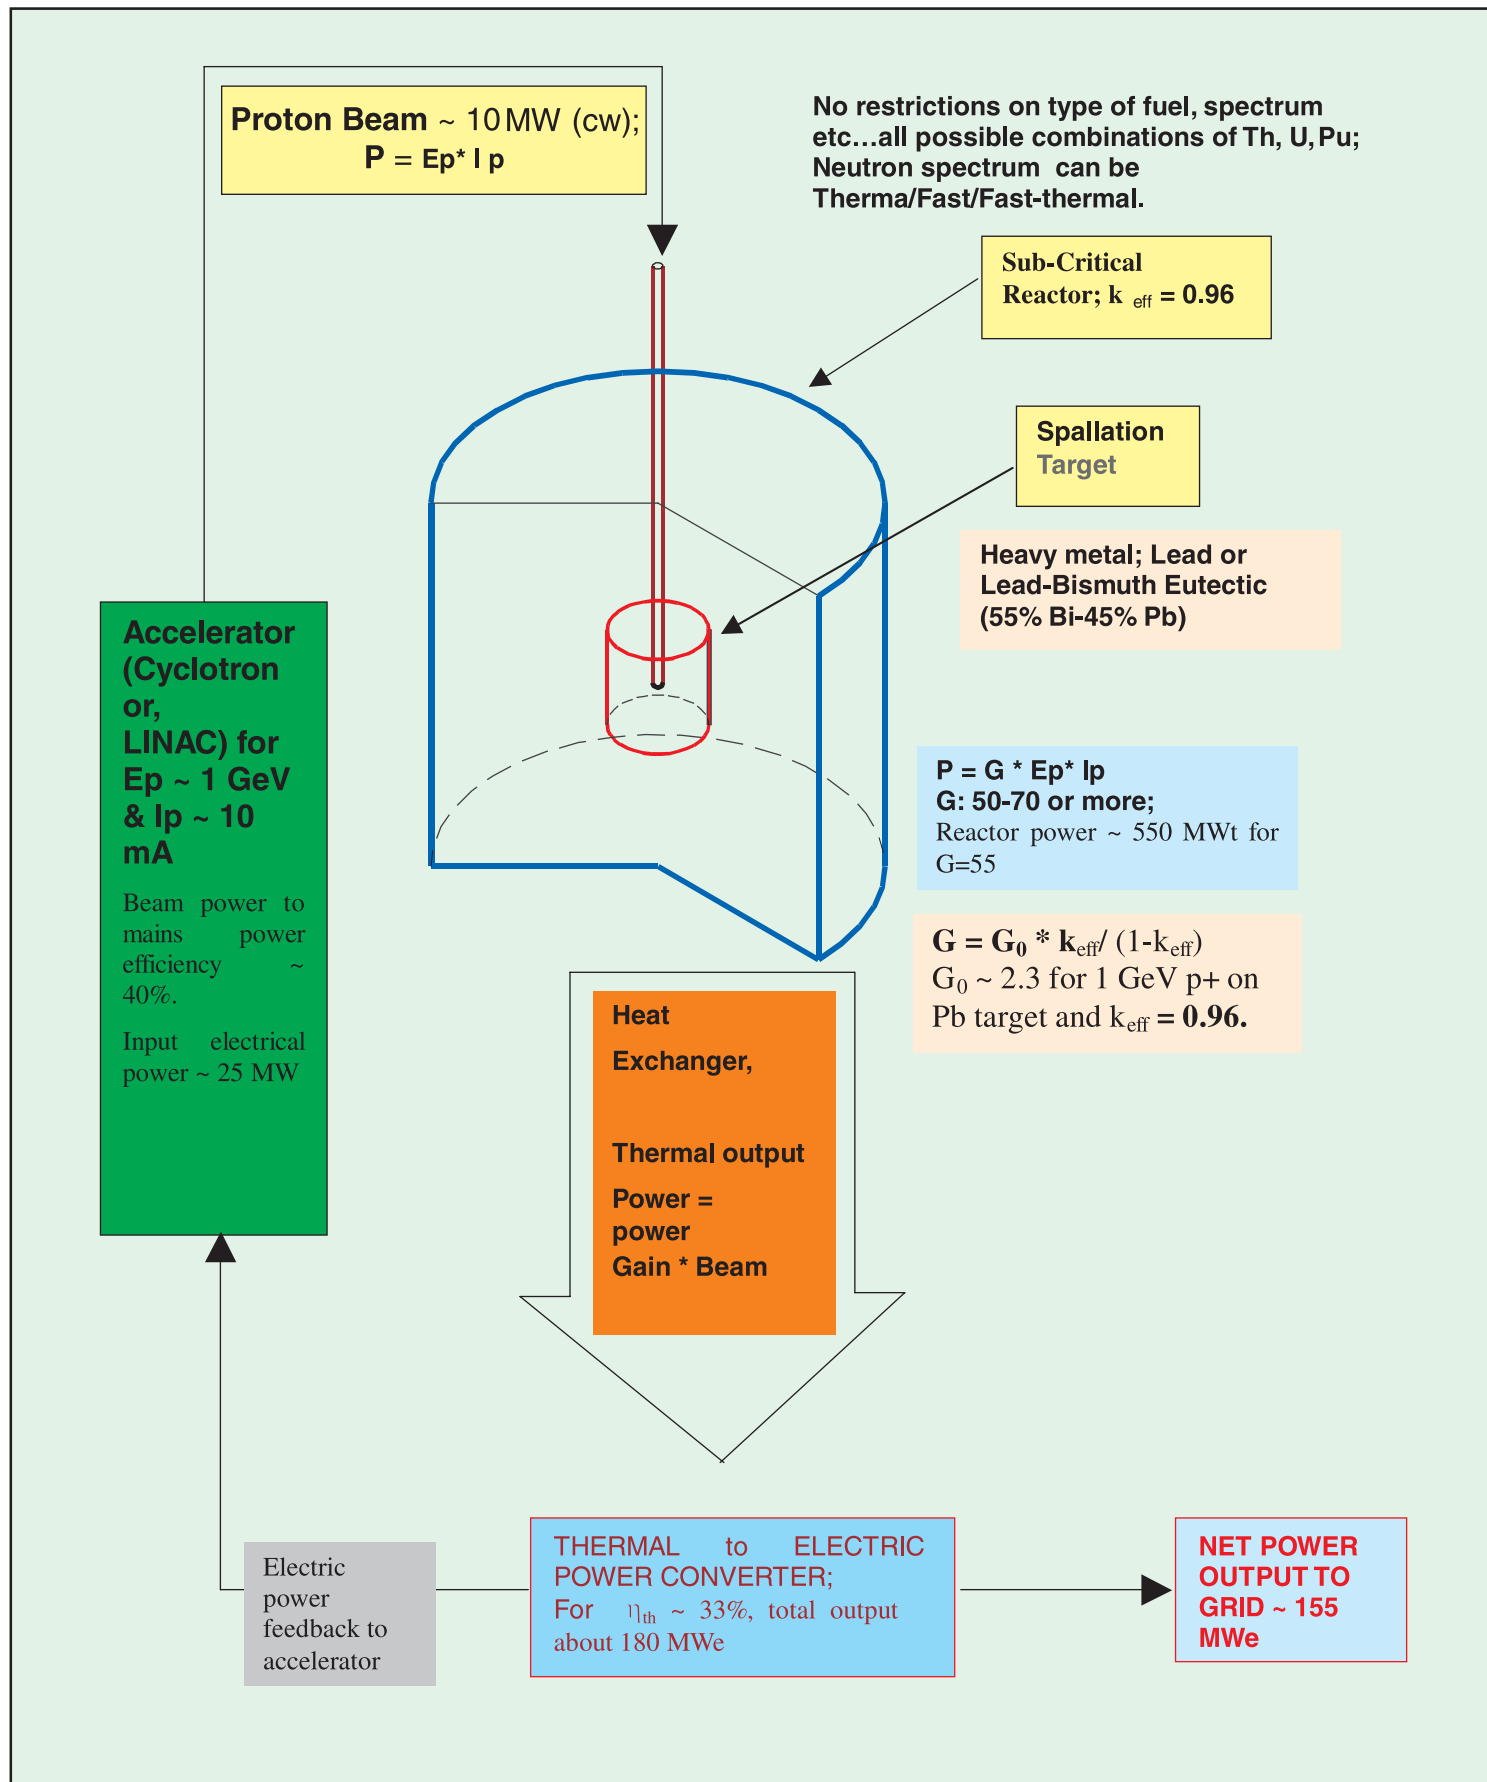 Proton Beam ~ 10 MW (cw);
P = Ep* I p
No restrictions on type of fuel, spectrum
etc...all possible combinations of Th, U, Pu;
Neutron spectrum can be
Therma/Fast/Fast-thermal.
Sub-Critical
Reactor; k eff = 0.96
Spallation
Target
Heavy metal; Lead or
Lead-Bismuth Eutectic
(55% Bi-45% Pb)
Accelerator
(Cyclotron
or,
LINAC) for
Ep ~ 1 GeV
& Ip ~ 10
mA
Beam power to
mains power
efficiency ~
40%.
Input electrical
power ~ 25 MW
P = G * Ep* Ip
G: 50-70 or more;
Reactor power ~ 550 MWt for
G=55
G = G0 * keff/ (1-keff)
G0 ~ 2.3 for 1 GeV p+ on
Pb target and keff = 0.96.
Heat
Exchanger,
Thermal output
Power =
power
Gain * Beam
Electric
power
feedback to
accelerator
THERMAL to ELECTRIC
POWER CONVERTER;
For ηth ~ 33%, total output
about 180 MWe
NET POWER
OUTPUT TO
GRID ~ 155
MWe